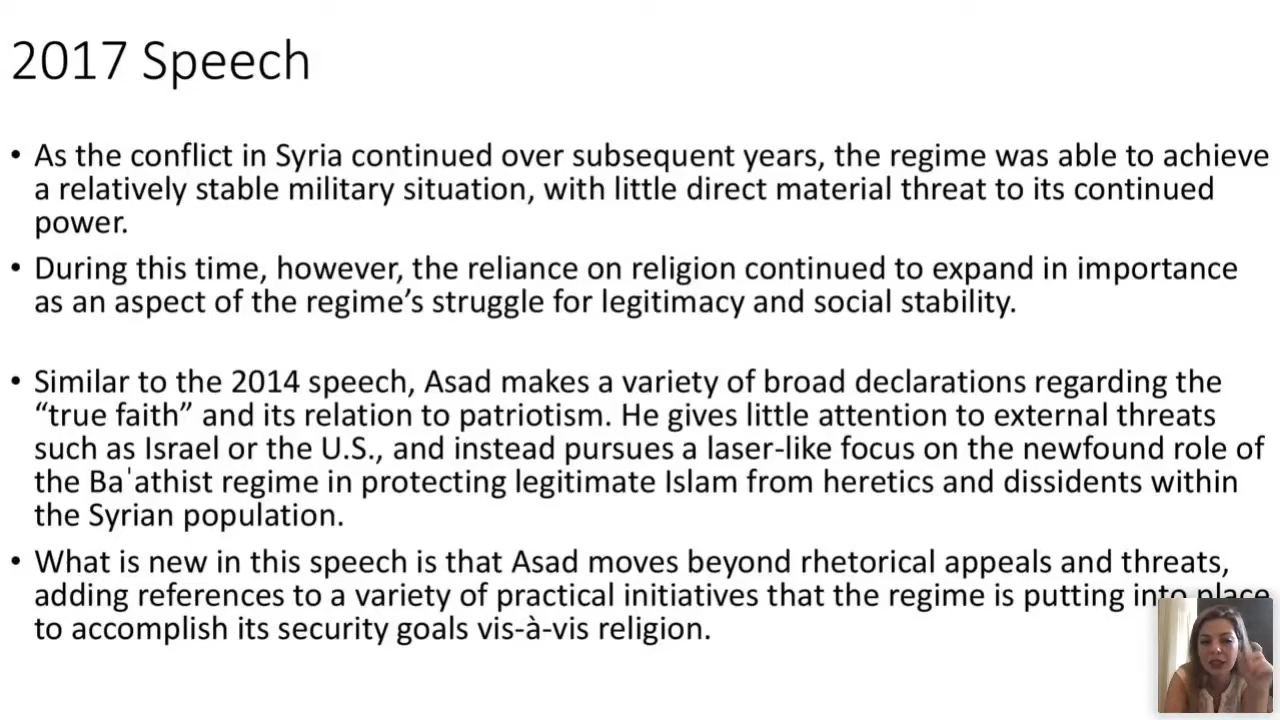 2017 Speech
• As the conflict in Syria continued over subsequent years, the regime was able to achieve
a relatively stable military situation, with little direct material threat to its continued
power.
• During this time, however, the reliance on religion continued to expand in importance
as an aspect of the regime’s struggle for legitimacy and social stability.
• Similar to the 2014 speech, Asad makes a variety of broad declarations regarding the
“true faith” and its relation to patriotism. He gives little attention to external threats
such as Israel or the U.S., and instead pursues a laser-like focus on the newfound role of
the Baˈathist regime in protecting legitimate Islam from heretics and dissidents within
the Syrian population.
• What is new in this speech is that Asad moves beyond rhetorical appeals and threats,
adding references to a variety of practical initiatives that the regime is putting into place
to accomplish its security goals vis-à-vis religion.